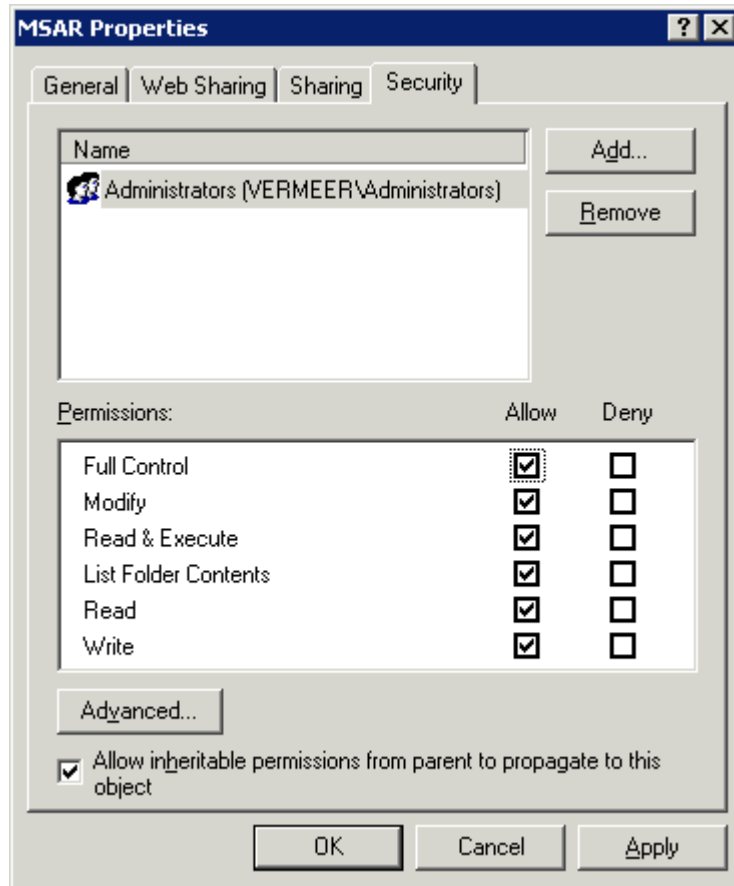 MSAR Properties
General Web Sharing Sharing Security
Name
Administrators (VERMEER\Administrators)
Add...
Remove
Permissions: Allow Deny
Full Control
Modify
Read & Execute
List Folder Contents
Read
Write
Advanced...
Allow inheritable permissions from parent to propagate to this
object
OK Cancel Apply